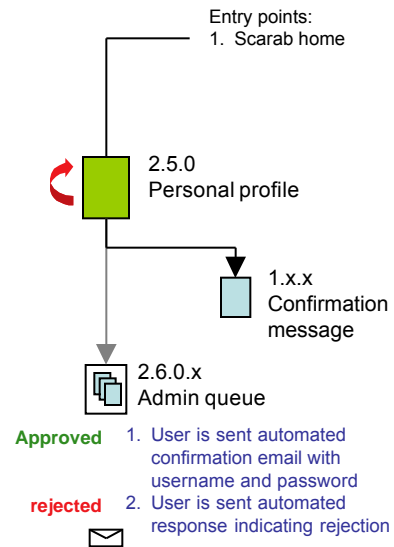 Entry points:
1. Scarab home
2.5.0
Personal profile
1.x.x
Confirmation
message
2.6.0.x
Admin queue
Approved 1. User is sent automated
confirmation email with
username and password
rejected 2. User is sent automated
response indicating rejection